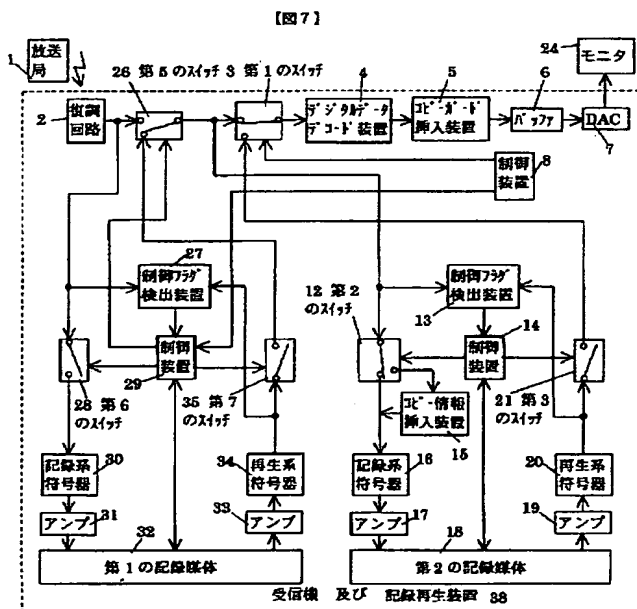 【図7】
1
放送
局
26 第5のスイッチ
3 第1のスイッチ
4
5
6
24
モニタ
2
復調
回路
デジタルデータ
デコード装置
コピーガード
挿入装置
バッファ
DAC
7
制御
装置
8
27
制御フラグ
検出装置
制御フラグ
検出装置
13
12 第2
のスイッチ
14
制御
装置
29
制御
装置
28 第6
のスイッチ
35 第7
のスイッチ
コピー情報
挿入装置
15
21 第3の
スイッチ
30
記録系
符号器
34
再生系
符号器
16
記録系
符号器
20
再生系
符号器
31
アンプ
33
アンプ
17
アンプ
19
アンプ
32
第1の記録媒体
18
第2の記録媒体
受信機 及び 記録再生装置 38